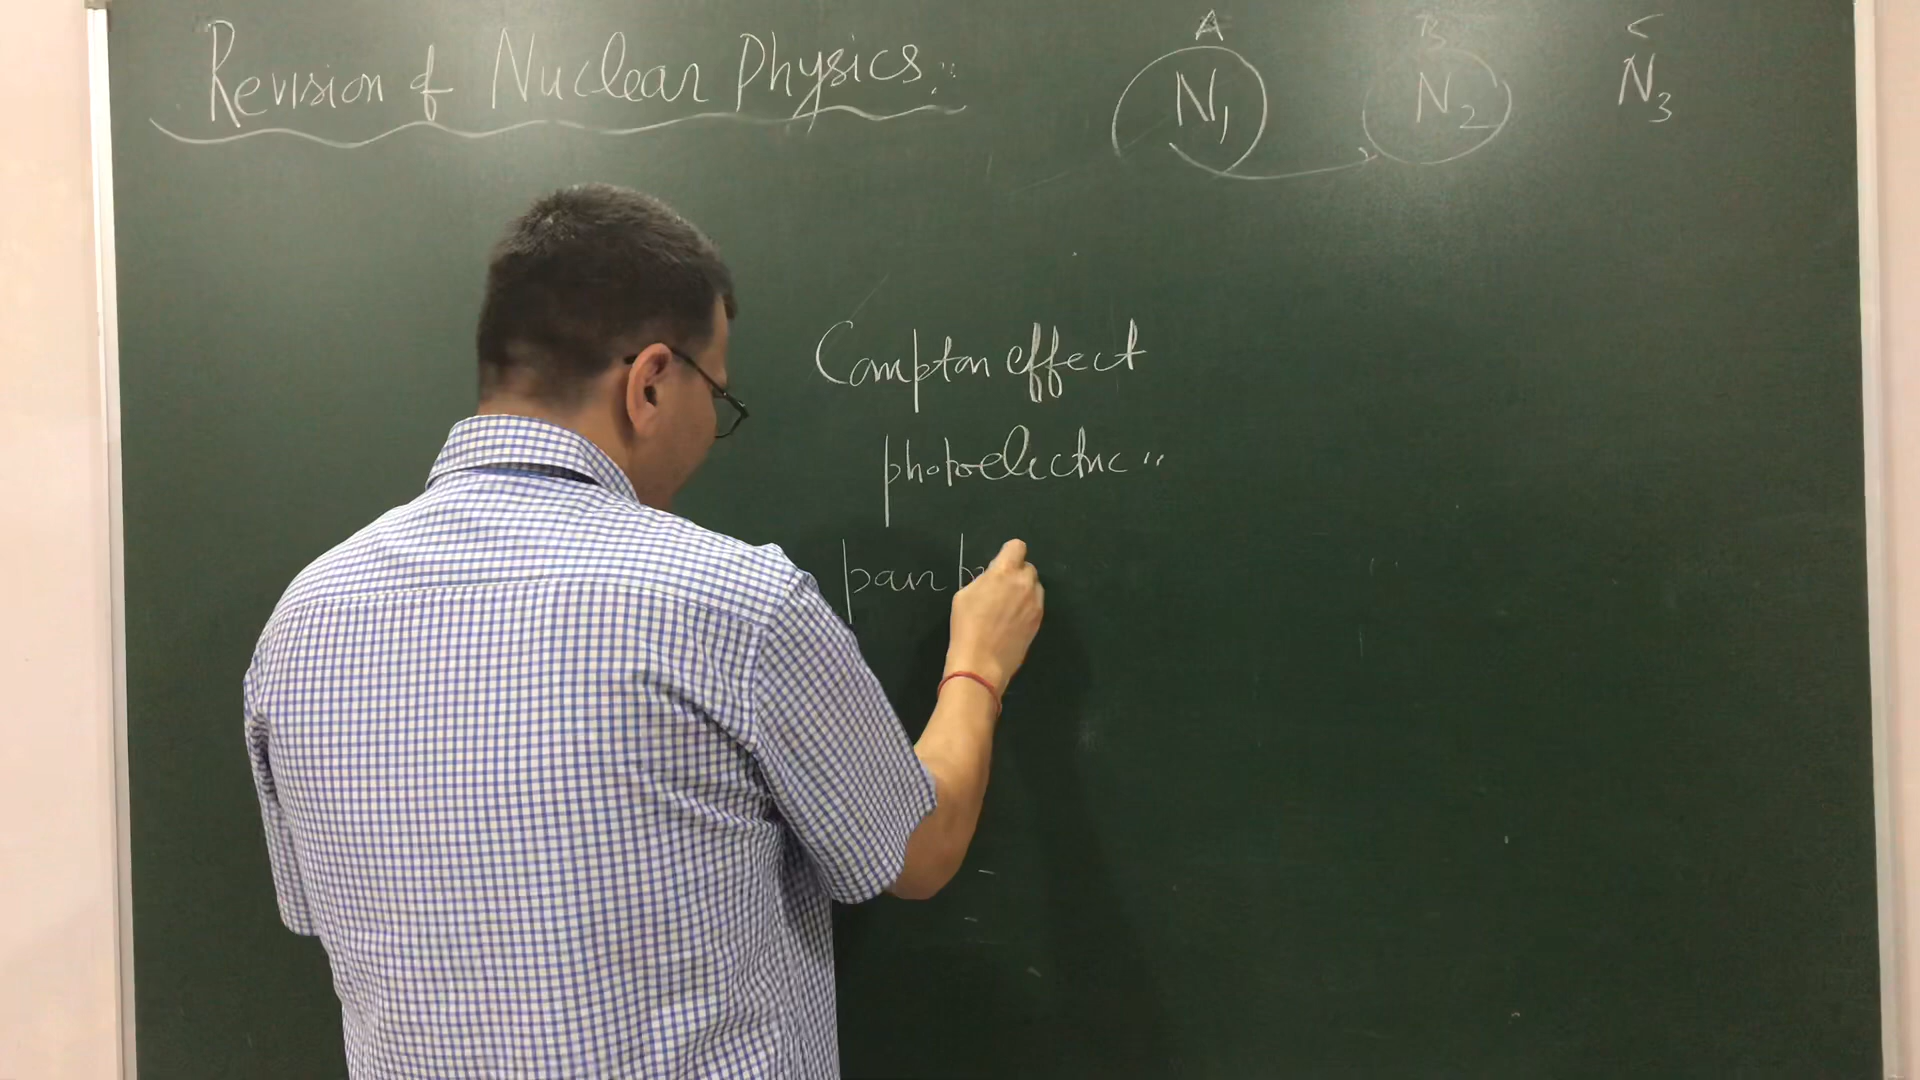 Revision of Nuclear Physics.
A B C
N₁ N₂ N₃
Compton effect
photoelectric "
pair